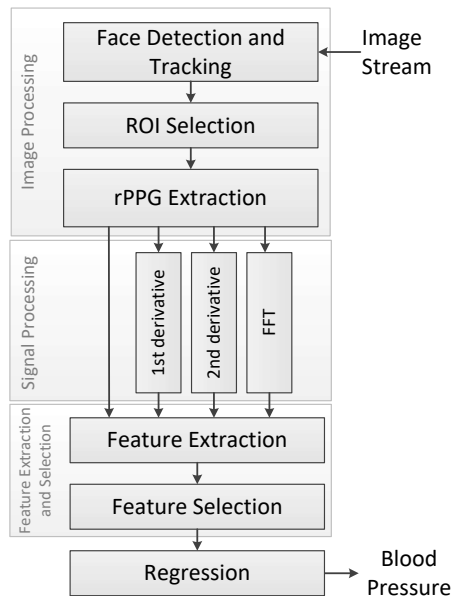 Face Detection and
Tracking
Image
Stream
ROI Selection
rPPG Extraction
Image Processing
1st derivative
2nd derivative
FFT
Signal Processing
Feature Extraction
Feature Selection
Feature Extraction
and Selection
Regression
Blood
Pressure